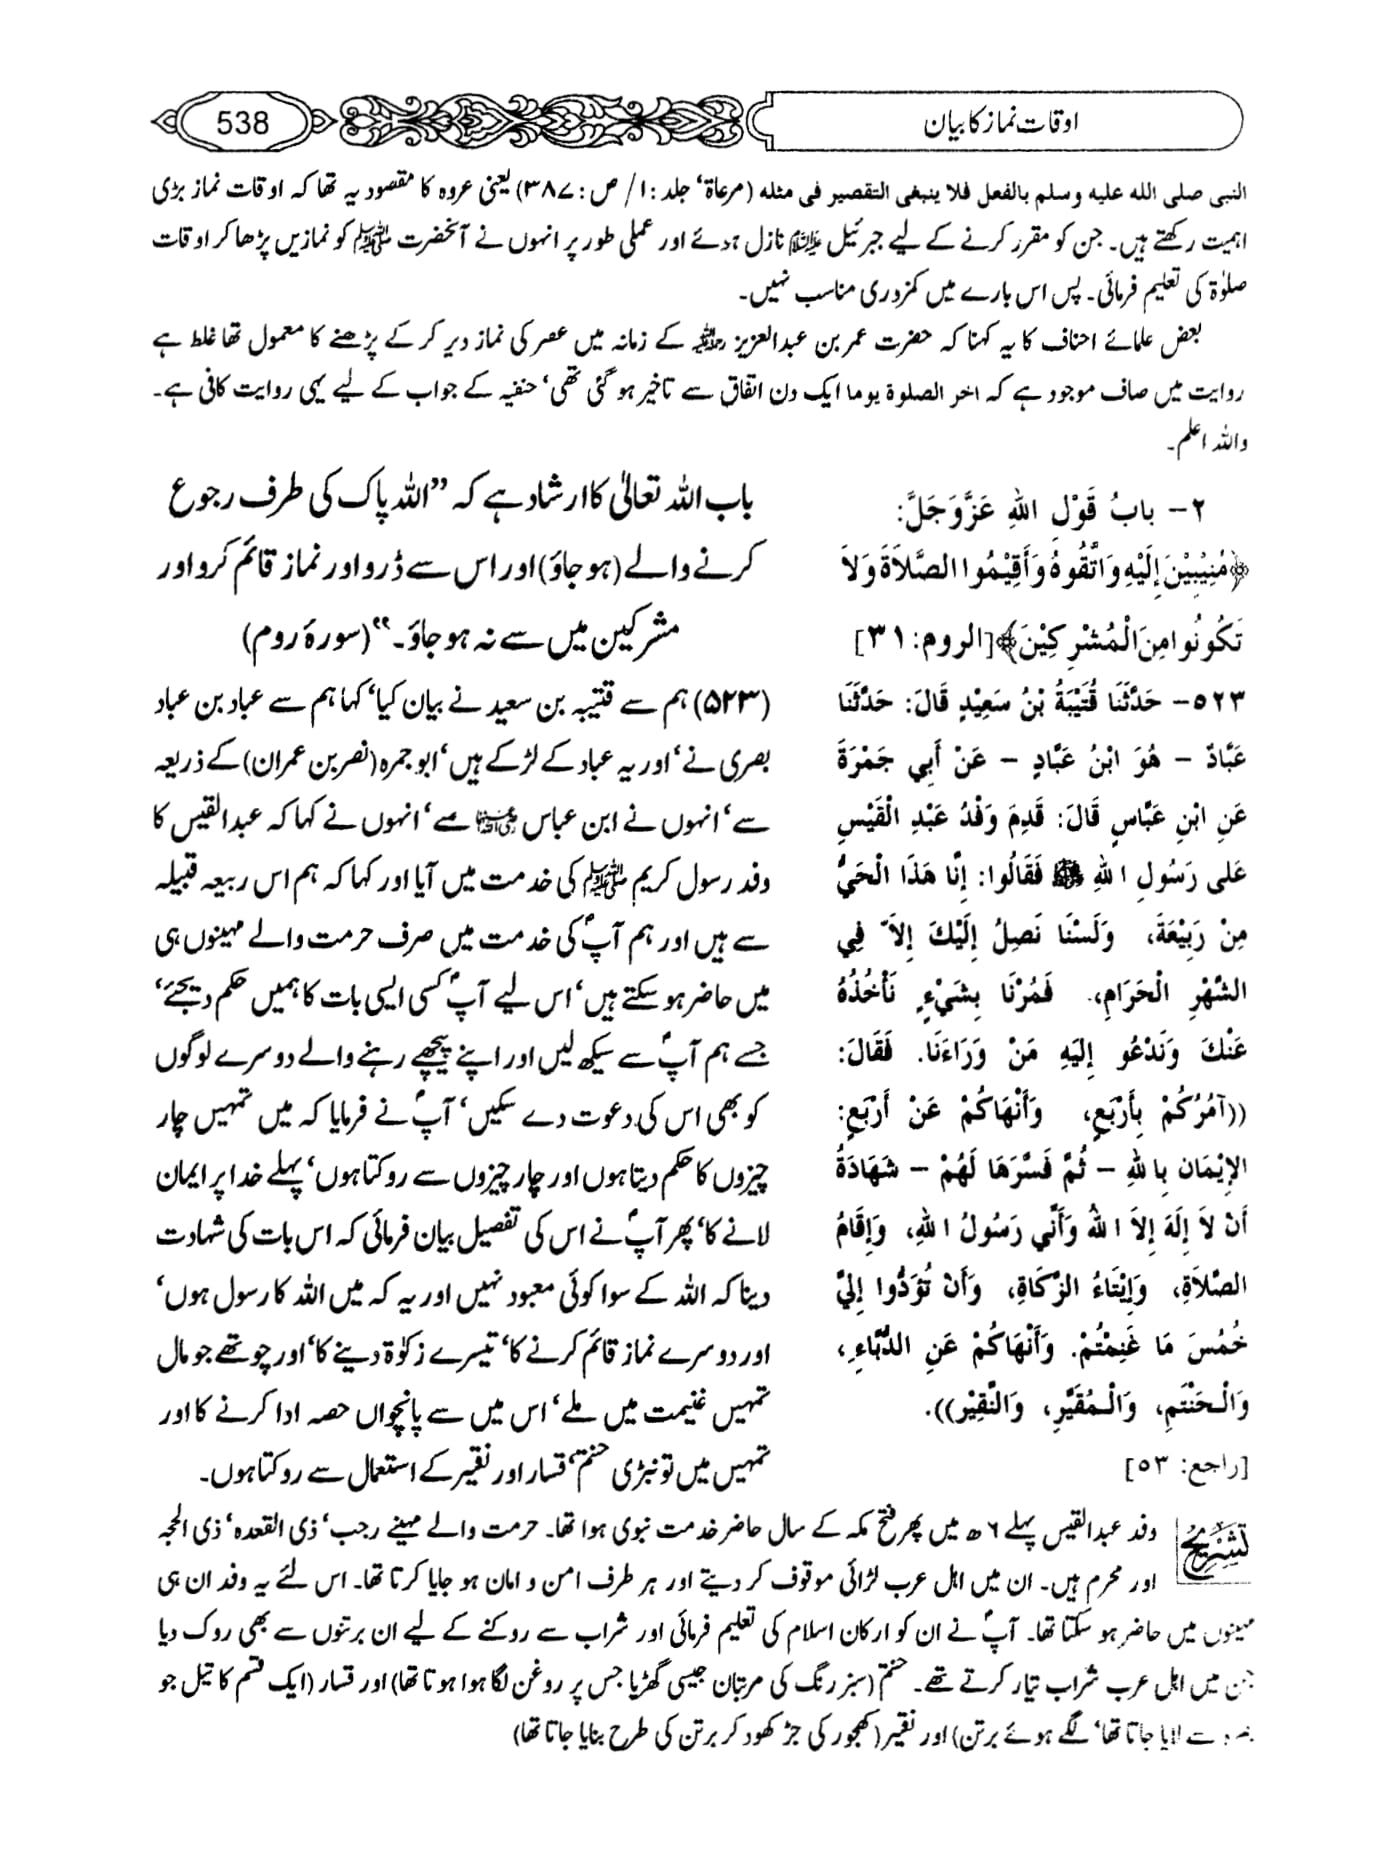 538
اوقات نماز کا بیان
النبی صلی الله علیه وسلم بالفعل فلا ینبغی التقصیر فی مثله (مرعاة‘ جلد :۱/ ص :۳۸۷) یعنی عروہ کا مقصود یہ تھا کہ اوقات نماز بڑی
اہمیت رکھتے ہیں۔ جن کو مقرر کرنے کے لیے جبرئیل علیہ السلام نازل ہوئے اور عملی طور پر انہوں نے آنحضرت ﷺ کو نمازیں پڑھا کر اوقات
صلوٰۃ کی تعلیم فرمائی۔ پس اس بارے میں کمزوری مناسب نہیں۔
بعض علمائے احناف کا یہ کہنا کہ حضرت عمر بن عبدالعزیز رحمہ اللہ کے زمانہ میں عصر کی نماز دیر کر کے پڑھنے کا معمول تھا غلط ہے
روایت میں صاف موجود ہے کہ اخر الصلوة یوما ایک دن اتفاق سے تاخیر ہو گئی تھی‘ حنفیہ کے جواب کے لیے یہی روایت کافی ہے۔
واللہ اعلم۔
۲- بابُ قَوْلِ اللهِ عَزَّوَجَلَّ:
﴿مُنِيْبِيْنَ إِلَيْهِ وَاتَّقُوهُ وَأَقِيْمُوا الصَّلاَةَ وَلاَ
تَكُونُوا مِنَ الْمُشْرِكِيْنَ﴾[الروم: ۳۱]
۵۲۳- حَدَّثَنَا قُتَيْبَةُ بْنُ سَعِيْدٍ قَالَ: حَدَّثَنَا
عَبَّادٌ - هُوَ ابْنُ عَبَّادٍ - عَنْ أَبِي جَمْرَةَ
عَنِ ابْنِ عَبَّاسٍ قَالَ: قَدِمَ وَفْدُ عَبْدِ الْقَيْسِ
عَلى رَسُولِ اللهِ ﷺ فَقَالُوا: إِنَّا هَذَا الْحَيُّ
مِنْ رَبِيْعَةَ، وَلَسْنَا نَصِلُ إِلَيْكَ إِلاَّ فِي
الشَّهْرِ الْحَرَامِ، فَمُرْنَا بِشَيْءٍ نَأْخُذُهُ
عَنْكَ وَنَدْعُو إِلَيْهِ مَنْ وَرَاءَنَا. فَقَالَ:
((آمُرُكُمْ بِأَرْبَعٍ، وَأَنْهَاكُمْ عَنْ أَرْبَعٍ:
الإِيْمَان بِاللهِ - ثُمَّ فَسَّرَهَا لَهُمْ - شَهَادَةُ
أَنْ لاَ إِلَهَ إِلاَ اللهُ وَأَنِّي رَسُولُ اللهِ، وَإِقَامُ
الصَّلاَةِ، وَإِيْتَاءُ الزَّكَاةِ، وَأَنْ تُؤَدُّوا إِلَيَّ
خُمُسَ مَا غَنِمْتُمْ. وَأَنْهَاكُمْ عَنِ الدُّبَّاءِ،
وَالْحَنْتَمِ، وَالْمُقَيَّرِ، وَالنَّقِيْرِ)).
[راجع: ۵۳]
باب اللہ تعالیٰ کا ارشاد ہے کہ ”اللہ پاک کی طرف رجوع
کرنے والے (ہو جاؤ) اور اس سے ڈرو اور نماز قائم کرو اور
مشرکین میں سے نہ ہو جاؤ۔“ (سورۂ روم)
(۵۲۳) ہم سے قتیبہ بن سعید نے بیان کیا‘ کہا ہم سے عباد بن عباد
بصری نے‘ اور یہ عباد کے لڑکے ہیں‘ ابو جمرہ (نصر بن عمران) کے ذریعہ
سے‘ انہوں نے ابن عباس رضی اللہ عنہما سے‘ انہوں نے کہا کہ عبدالقیس کا
وفد رسول کریم ﷺ کی خدمت میں آیا اور کہا کہ ہم اس ربیعہ قبیلہ
سے ہیں اور ہم آپؐ کی خدمت میں صرف حرمت والے مہینوں ہی
میں حاضر ہو سکتے ہیں‘ اس لیے آپؐ کسی ایسی بات کا ہمیں حکم دیجئے‘
جسے ہم آپؐ سے سیکھ لیں اور اپنے پیچھے رہنے والے دوسرے لوگوں
کو بھی اس کی دعوت دے سکیں‘ آپؐ نے فرمایا کہ میں تمہیں چار
چیزوں کا حکم دیتا ہوں اور چار چیزوں سے روکتا ہوں‘ پہلے خدا پر ایمان
لانے کا‘ پھر آپؐ نے اس کی تفصیل بیان فرمائی کہ اس بات کی شہادت
دینا کہ اللہ کے سوا کوئی معبود نہیں اور یہ کہ میں اللہ کا رسول ہوں‘
اور دوسرے نماز قائم کرنے کا‘ تیسرے زکوٰۃ دینے کا‘ اور چوتھے جو مال
تمہیں غنیمت میں ملے‘ اس میں سے پانچواں حصہ ادا کرنے کا اور
تمہیں میں تونبڑی حنتم‘ قسار اور نقیر کے استعمال سے روکتا ہوں۔
تشریح
وفد عبدالقیس پہلے ۶ھ میں پھر فتح مکہ کے سال حاضر خدمت نبوی ہوا تھا۔ حرمت والے مہینے رجب‘ ذی القعدہ‘ ذی الحجہ
اور محرم ہیں۔ ان میں اہل عرب لڑائی موقوف کر دیتے اور ہر طرف امن و امان ہو جایا کرتا تھا۔ اس لئے یہ وفد ان ہی
مہینوں میں حاضر ہو سکتا تھا۔ آپؐ نے ان کو ارکان اسلام کی تعلیم فرمائی اور شراب سے روکنے کے لیے ان برتنوں سے بھی روک دیا
جن میں اہل عرب شراب تیار کرتے تھے۔ حنتم (سبز رنگ کی مرتبان جیسی گھڑیا جس پر روغن لگا ہوا ہوتا تھا) اور قسار (ایک قسم کا تیل جو
سے لایا جاتا تھا‘ لگے ہوئے برتن) اور نقیر (کھجور کی جڑ کھود کر برتن کی طرح بنایا جاتا تھا)